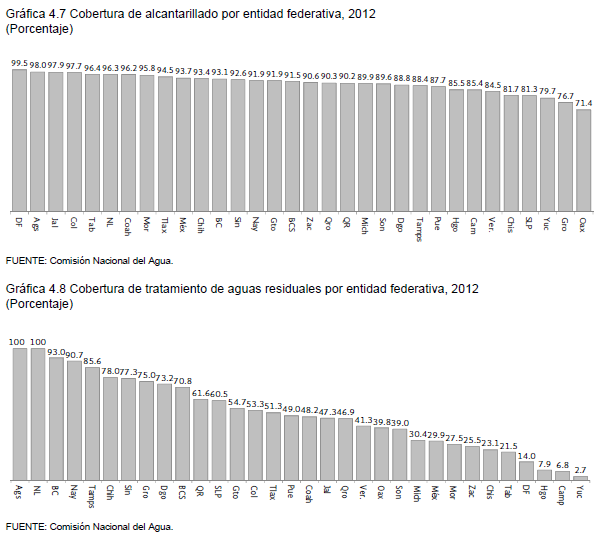 Gráfica 4.7 Cobertura de alcantarillado por entidad federativa, 2012
(Porcentaje)
99.5 98.0 97.9 97.7 96.4 96.3 96.2 95.8 94.5 93.7 93.4 93.1 92.6 91.9 91.9 91.5 90.6 90.3 90.2 89.9 89.6 88.8 88.4 87.7 85.5 85.4 84.5 81.7 81.3 79.7 76.7 71.4
DF Ags Jal Col Tab NL Coah Mor Tlax Méx Chih BC Sin Nay Gto BCS Zac Qro QR Mich Son Dgo Tamps Pue Hgo Cam Ver. Chis SLP Yuc Gro Oax
FUENTE: Comisión Nacional del Agua.
Gráfica 4.8 Cobertura de tratamiento de aguas residuales por entidad federativa, 2012
(Porcentaje)
100 100 93.0 90.7 85.6 78.0 77.3 75.0 73.2 70.8 61.6 60.5 54.7 53.3 51.3 49.0 48.2 47.3 46.9 41.3 39.8 39.0 30.4 29.9 27.5 25.5 23.1 21.5 14.0 7.9 6.8 2.7
Ags NL BC Nay Tamps Chih Sin Gro Dgo BCS QR SLP Gto Col Tlax Pue Coah Jal Qro Ver. Oax Son Mich Méx Mor Zac Chis Tab DF Hgo Camp Yuc
FUENTE: Comisión Nacional del Agua.